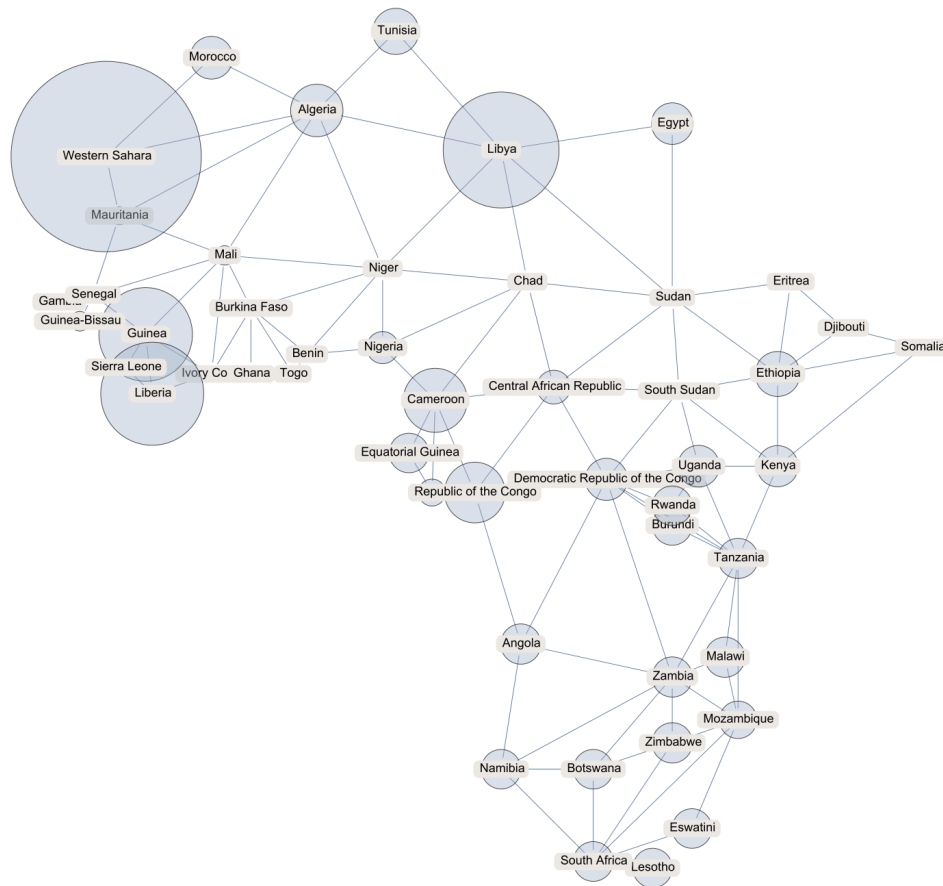 Tunisia
Morocco
Algeria
Egypt
Libya
Western Sahara
Mauritania
Mali
Niger
Chad
Eritrea
Senegal
Sudan
Burkina Faso
Guinea-Bissau
Djibouti
Guinea
Nigeria
Somalia
Benin
Sierra Leone
Ivory Co
Ghana
Togo
Ethiopia
Central African Republic
South Sudan
Liberia
Cameroon
Equatorial Guinea
Uganda
Kenya
Democratic Republic of the Congo
Republic of the Congo
Rwanda
Burundi
Tanzania
Angola
Malawi
Zambia
Mozambique
Zimbabwe
Namibia
Botswana
Eswatini
South Africa
Lesotho